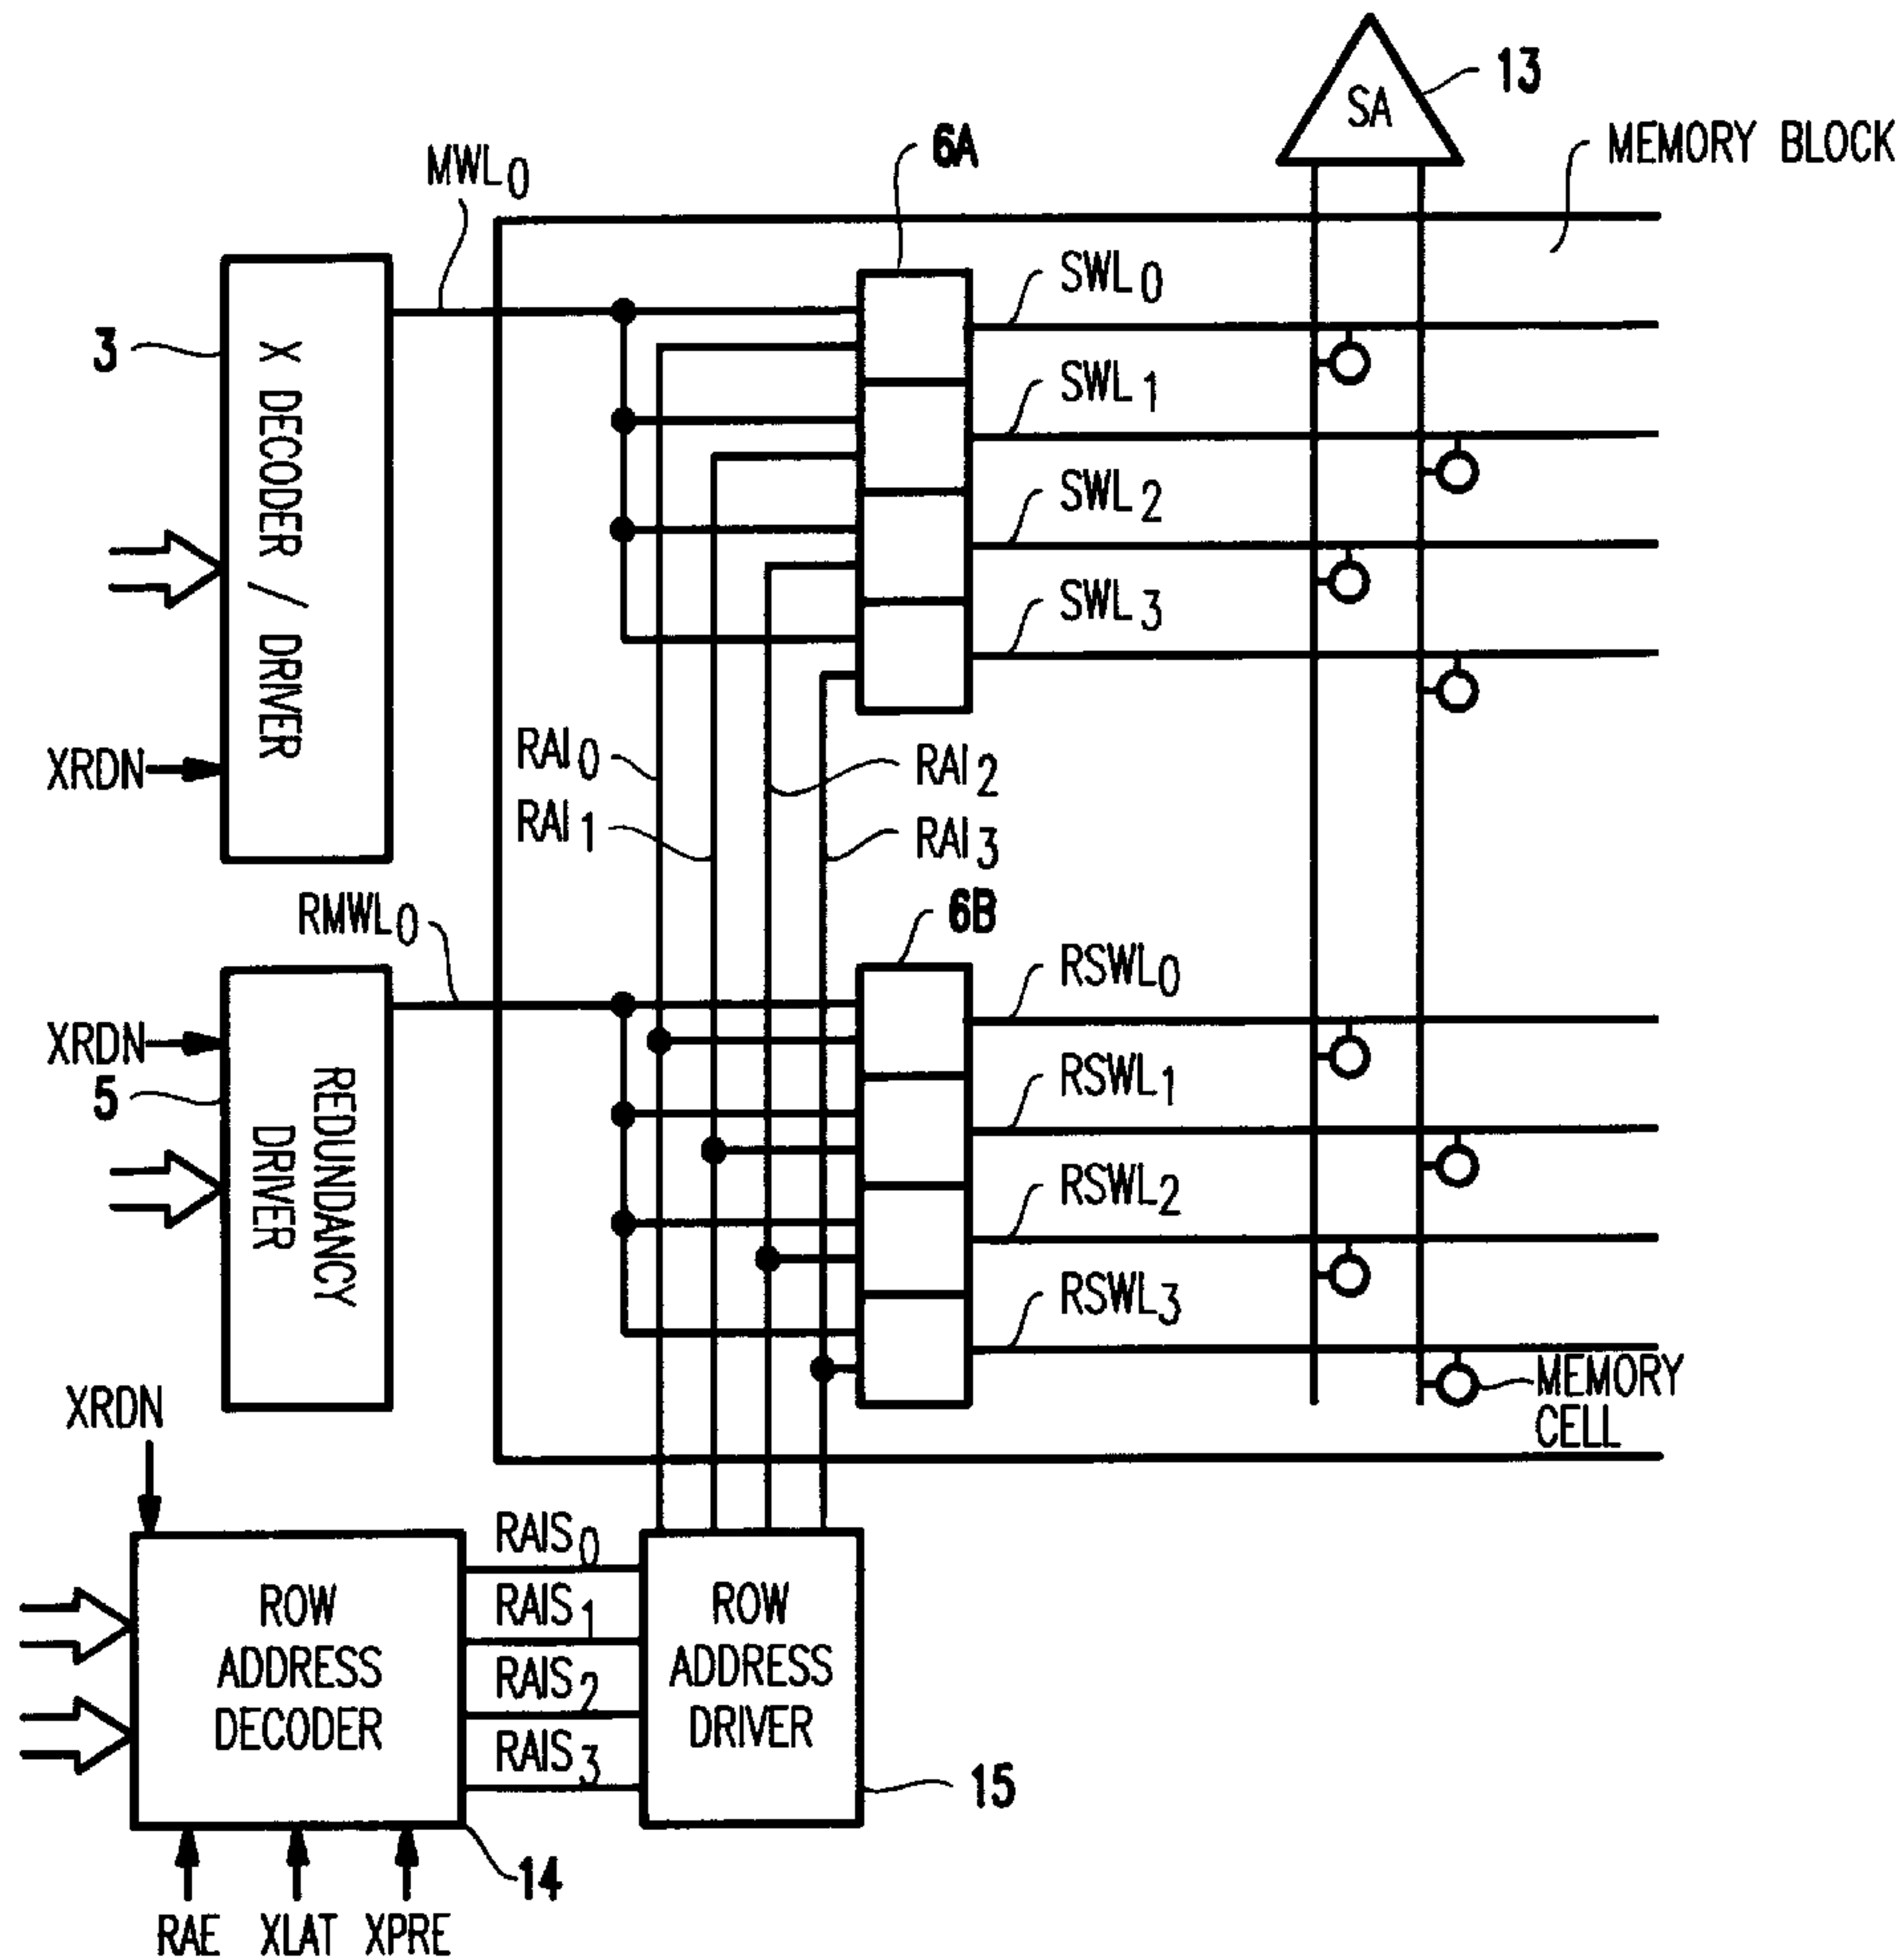 SA
13
MEMORY BLOCK
6A
MWL0
SWL0
3
X DECODER / DRIVER
SWL1
SWL2
SWL3
XRDN
RAI0
RAI2
RAI1
RAI3
RMWL0
6B
RSWL0
XRDN
5
REDUNDANCY
DRIVER
RSWL1
RSWL2
RSWL3
MEMORY
CELL
XRDN
RAIS0
RAIS1
RAIS2
RAIS3
ROW
ADDRESS
DECODER
ROW
ADDRESS
DRIVER
15
14
RAE
XLAT
XPRE